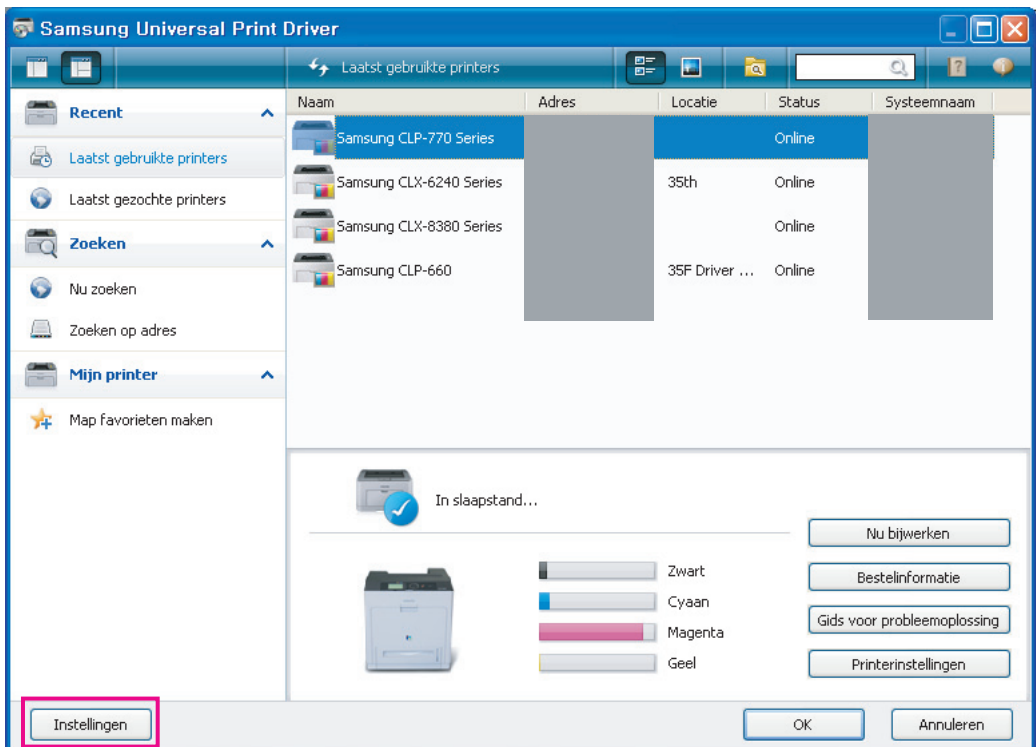 Samsung Universal Print Driver
Laatst gebruikte printers
Recent
Laatst gebruikte printers
Laatst gezochte printers
Zoeken
Nu zoeken
Zoeken op adres
Mijn printer
Map favorieten maken
Naam Adres Locatie Status Systeemnaam
Samsung CLP-770 Series Online
Samsung CLX-6240 Series 35th Online
Samsung CLX-8380 Series Online
Samsung CLP-660 35F Driver ... Online
In slaapstand...
Zwart
Cyaan
Magenta
Geel
Nu bijwerken
Bestelinformatie
Gids voor probleemoplossing
Printerinstellingen
Instellingen
OK
Annuleren